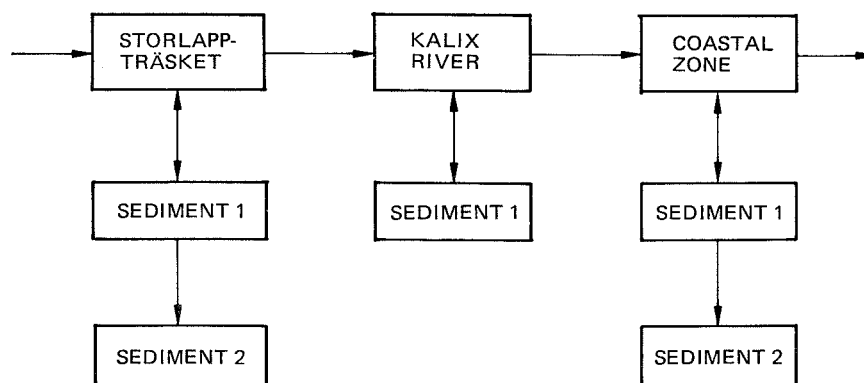 STORLAPP-
TRÄSKET
KALIX
RIVER
COASTAL
ZONE
SEDIMENT 1
SEDIMENT 1
SEDIMENT 1
SEDIMENT 2
SEDIMENT 2